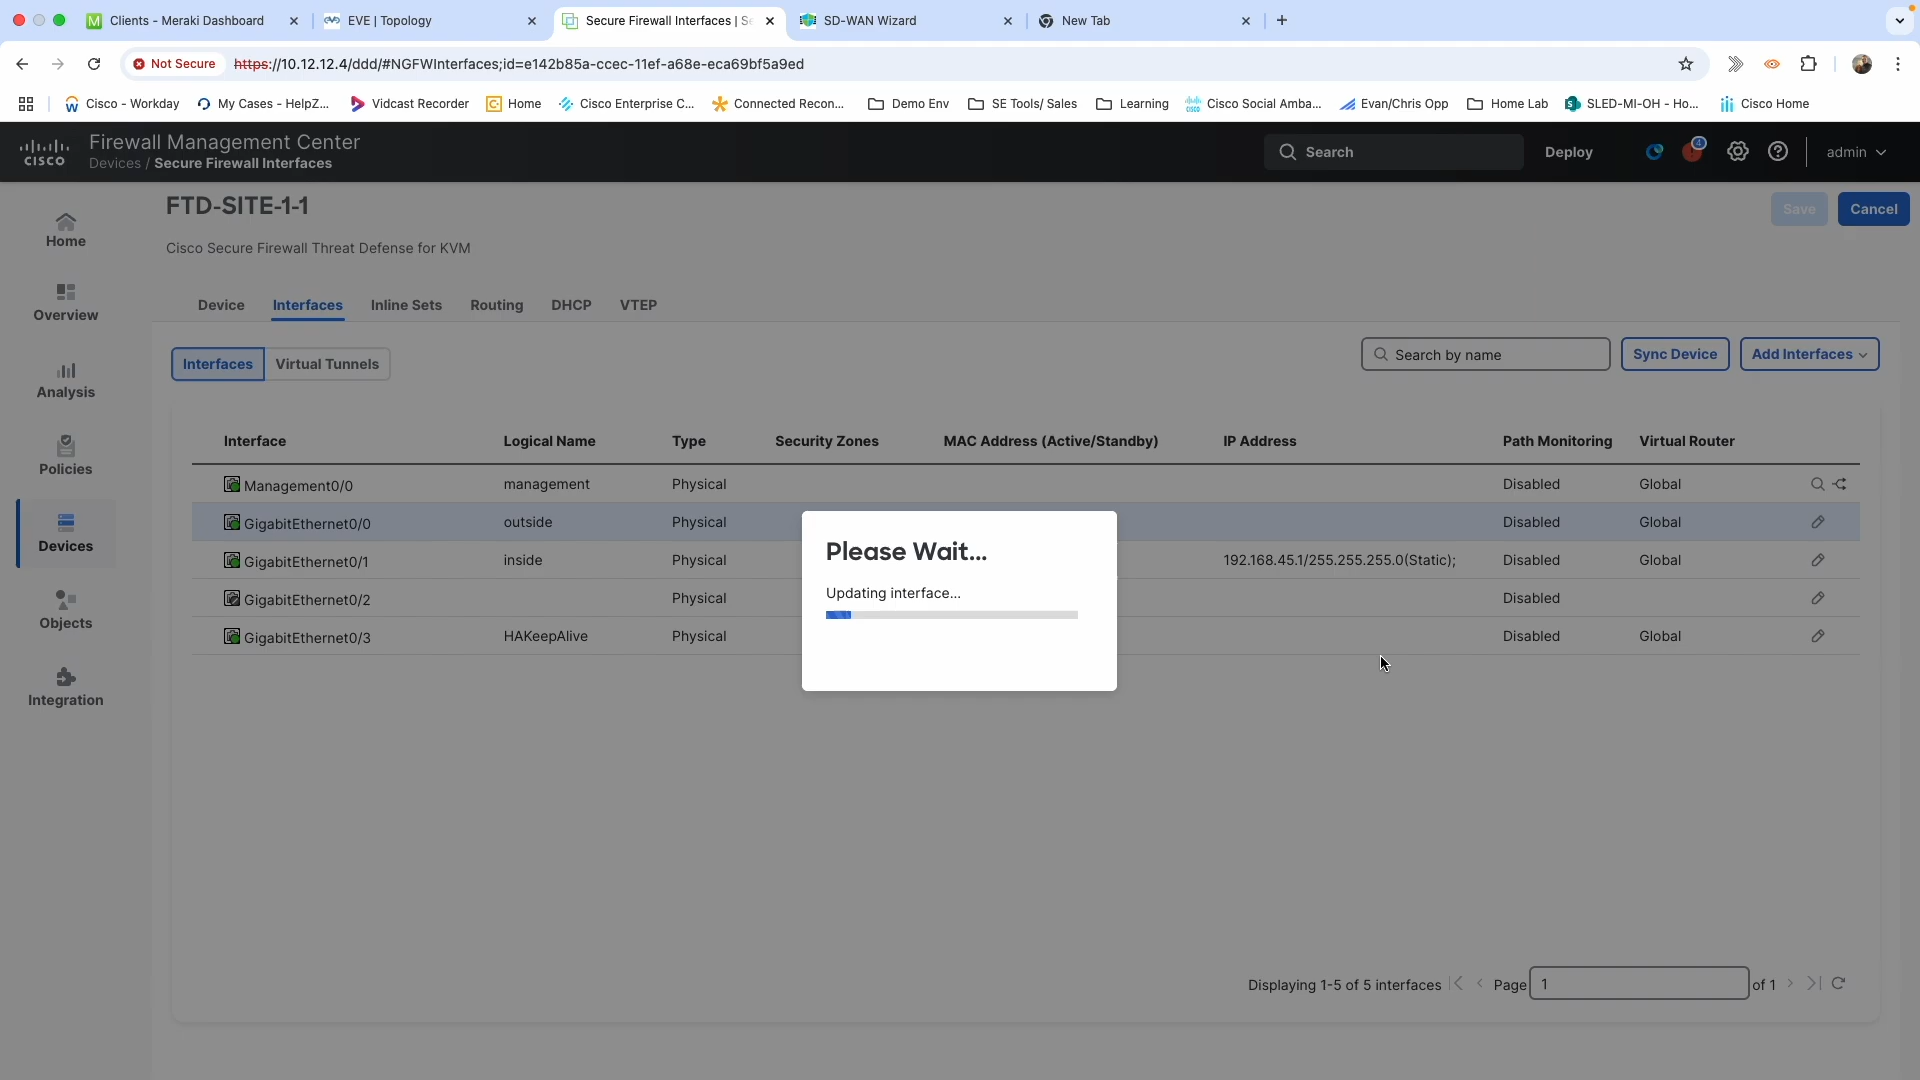 Clients - Meraki Dashboard
EVE | Topology
Secure Firewall Interfaces | S
SD-WAN Wizard
New Tab
Not Secure
https://10.12.12.4/ddd/#NGFWInterfaces;id=e142b85a-ccec-11ef-a68e-eca69bf5a9ed
Cisco - Workday
My Cases - HelpZ...
Vidcast Recorder
Home
Cisco Enterprise C...
Connected Recon...
Demo Env
SE Tools/ Sales
Learning
Cisco Social Amba...
Evan/Chris Opp
Home Lab
SLED-MI-OH - Ho...
Cisco Home
CISCO
Firewall Management Center
Devices / Secure Firewall Interfaces
Search
Deploy
4
admin
Home
Overview
Analysis
Policies
Devices
Objects
Integration
FTD-SITE-1-1
Save
Cancel
Cisco Secure Firewall Threat Defense for KVM
Device
Interfaces
Inline Sets
Routing
DHCP
VTEP
Interfaces
Virtual Tunnels
Search by name
Sync Device
Add Interfaces
Interface Logical Name Type Security Zones MAC Address (Active/Standby) IP Address Path Monitoring Virtual Router
Management0/0 management Physical Disabled Global
GigabitEthernet0/0 outside Physical Disabled Global
GigabitEthernet0/1 inside Physical 192.168.45.1/255.255.255.0(Static); Disabled Global
GigabitEthernet0/2 Physical Disabled
GigabitEthernet0/3 HAKeepAlive Physical Disabled Global
Please Wait...
Updating interface...
Displaying 1-5 of 5 interfaces
Page 1 of 1